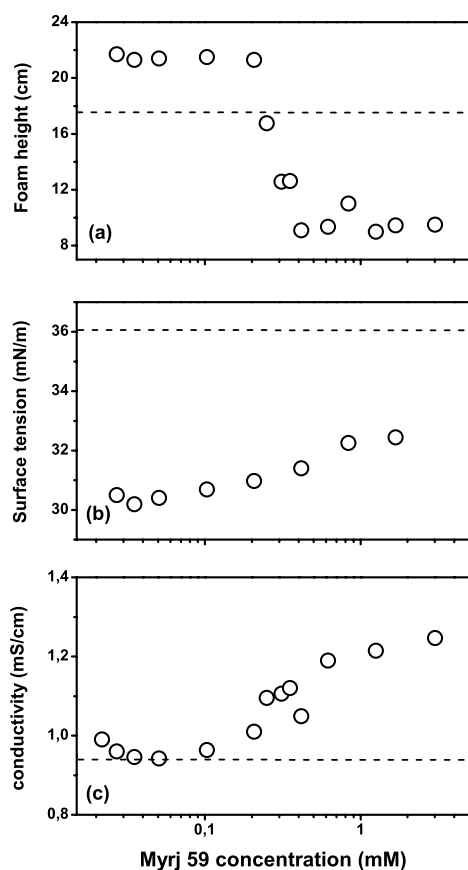 24
20
Foam height (cm)
16
12
(a)
8
36
Surface tension (mN/m)
34
32
30
(b)
1,4
conductivity (mS/cm)
1,2
1,0
(c)
0,8
0,1
1
Myrj 59 concentration (mM)